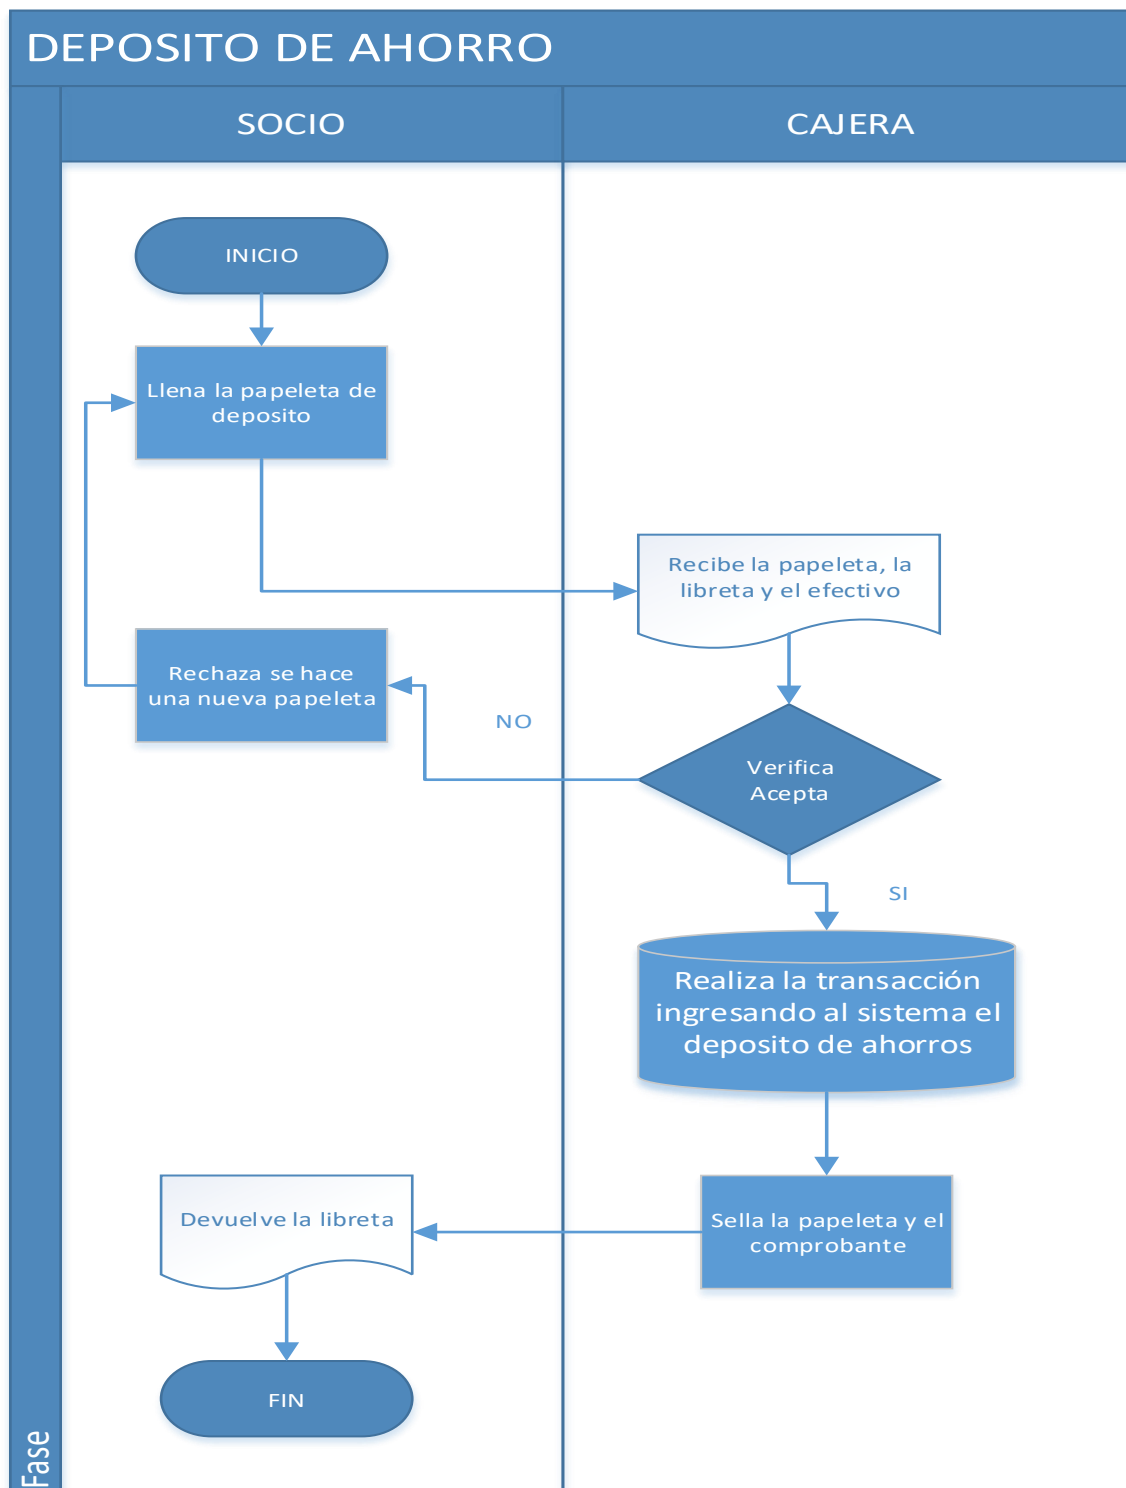 DEPOSITO DE AHORRO
SOCIO
CAJERA
INICIO
Llena la papeleta de
deposito
Recibe la papeleta, la
libreta y el efectivo
Rechaza se hace
una nueva papeleta
NO
Verifica
Acepta
SI
Realiza la transacción
ingresando al sistema el
deposito de ahorros
Sella la papeleta y el
comprobante
Devuelve la libreta
FIN
Fase